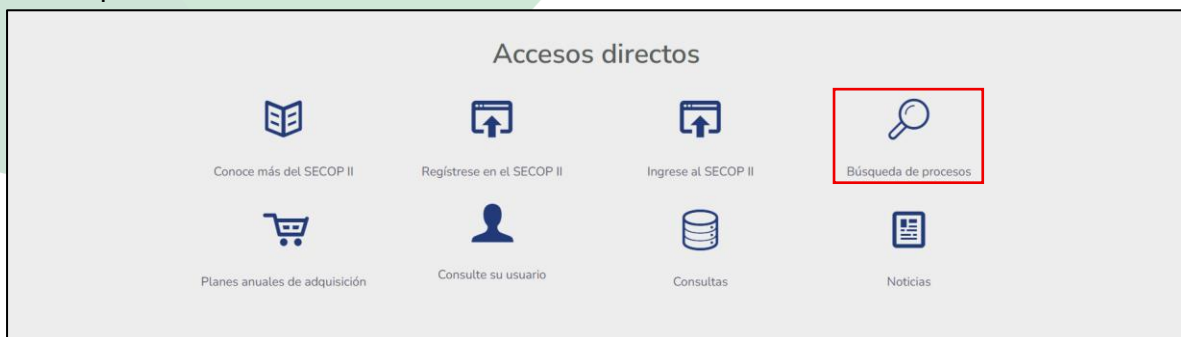 Accesos directos
Conoce más del SECOP II
Regístrese en el SECOP II
Ingrese al SECOP II
Búsqueda de procesos
Planes anuales de adquisición
Consulte su usuario
Consultas
Noticias